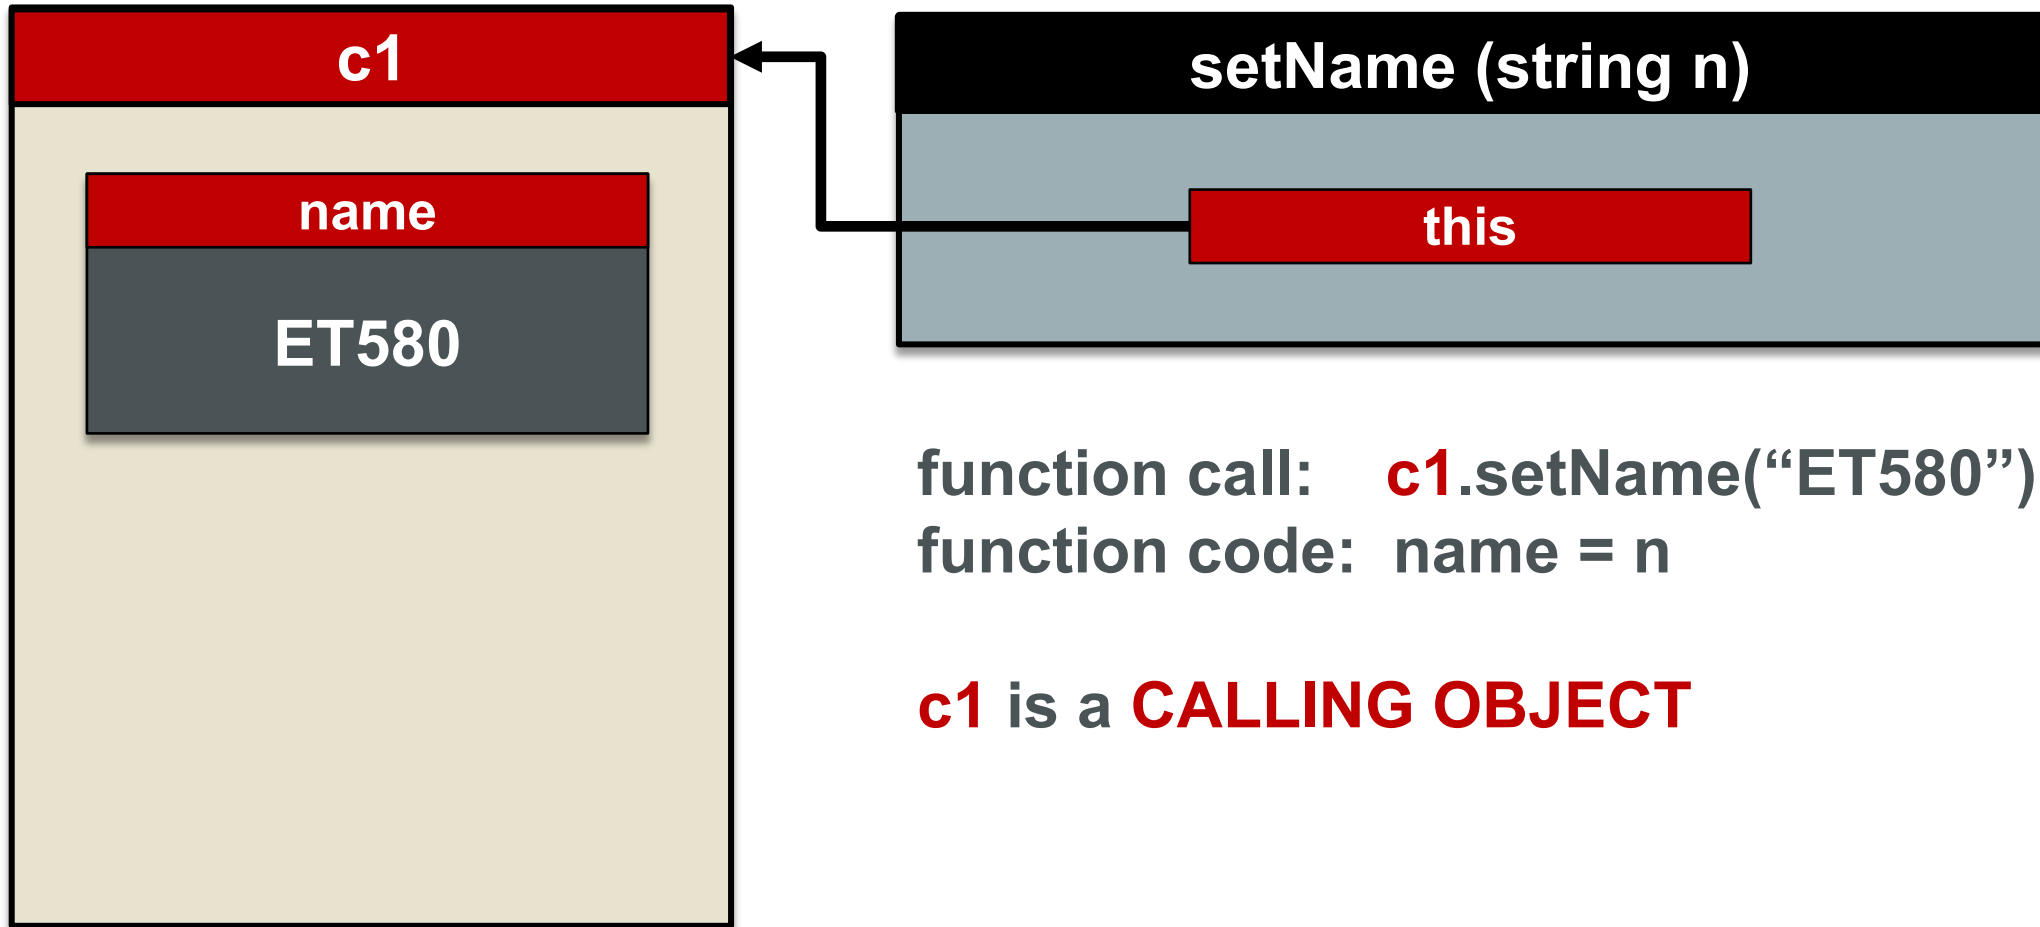 c1
name
ET580
setName (string n)
this
function call: c1.setName(“ET580”)
function code: name = n
c1 is a CALLING OBJECT